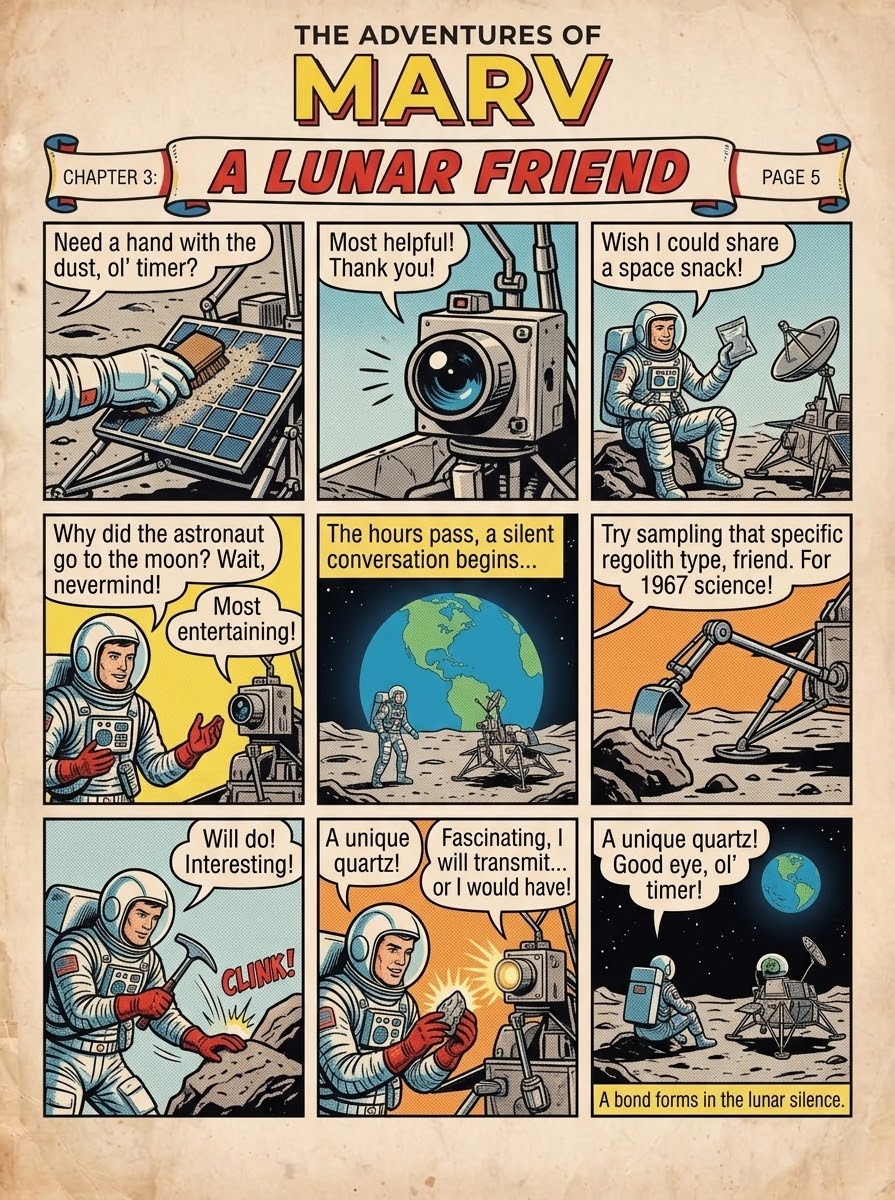 THE ADVENTURES OF
MARV
CHAPTER 3:
A LUNAR FRIEND
PAGE 5
Need a hand with the
dust, ol' timer?
Most helpful!
Thank you!
Wish I could share
a space snack!
Why did the astronaut
go to the moon? Wait,
nevermind!
Most
entertaining!
The hours pass, a silent
conversation begins...
Try sampling that specific
regolith type, friend. For
1967 science!
Will do!
Interesting!
CLINK!
A unique
quartz!
Fascinating, I
will transmit...
or I would have!
A unique quartz!
Good eye, ol'
timer!
A bond forms in the lunar silence.